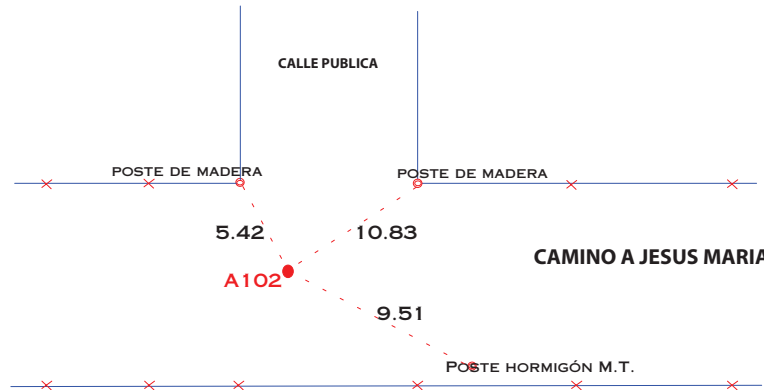 CALLE PUBLICA
POSTE DE MADERA
POSTE DE MADERA
5.42
10.83
CAMINO A JESUS MARIA
A102
9.51
POSTE HORMIGÓN M.T.